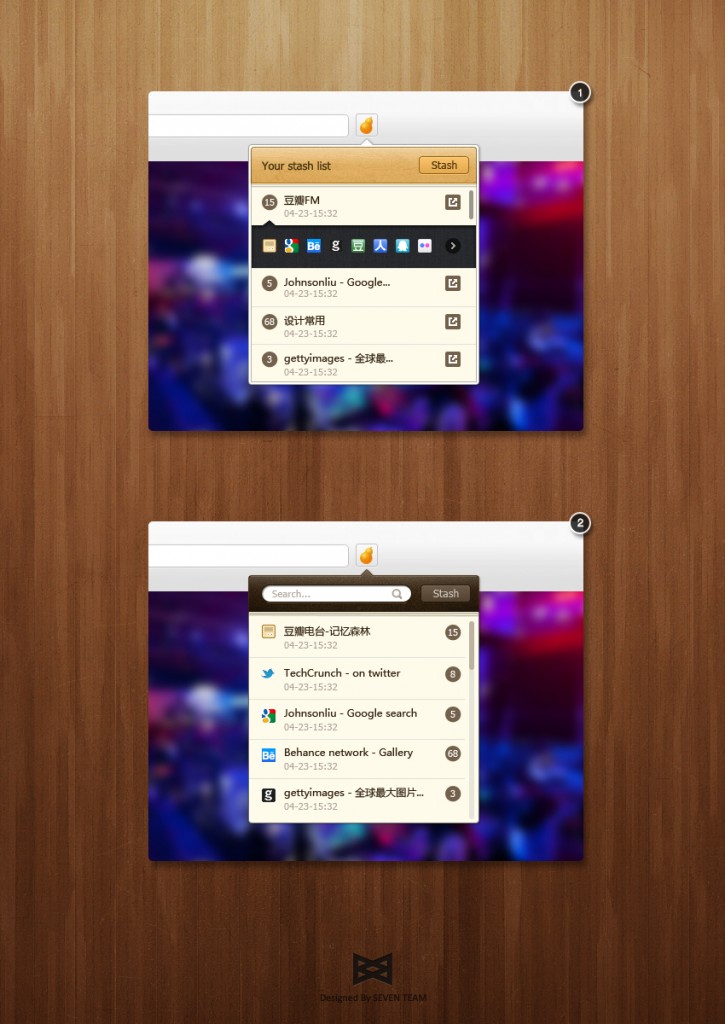 1
Your stash list
Stash
15
豆瓣FM
04-23-15:32
Bē
g
豆
人
5
Johnsonliu - Google...
04-23-15:32
68
设计常用
04-23-15:32
3
gettyimages - 全球最...
04-23-15:32
2
Search...
Stash
豆瓣电台-记忆森林
15
04-23-15:32
TechCrunch - on twitter
8
04-23-15:32
g
Johnsonliu - Google search
5
04-23-15:32
Bē
Behance network - Gallery
68
04-23-15:32
g
gettyimages - 全球最大图片...
3
04-23-15:32
Designed By SEVEN TEAM